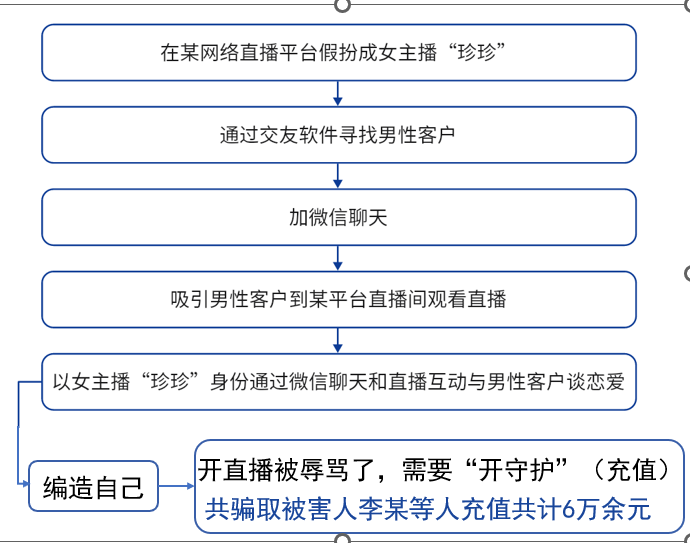 在某网络直播平台假扮成女主播“珍珍”
通过交友软件寻找男性客户
加微信聊天
吸引男性客户到某平台直播间观看直播
以女主播“珍珍”身份通过微信聊天和直播互动与男性客户谈恋爱
编造自己
开直播被辱骂了，需要“开守护”（充值）
共骗取被害人李某等人充值共计6万余元